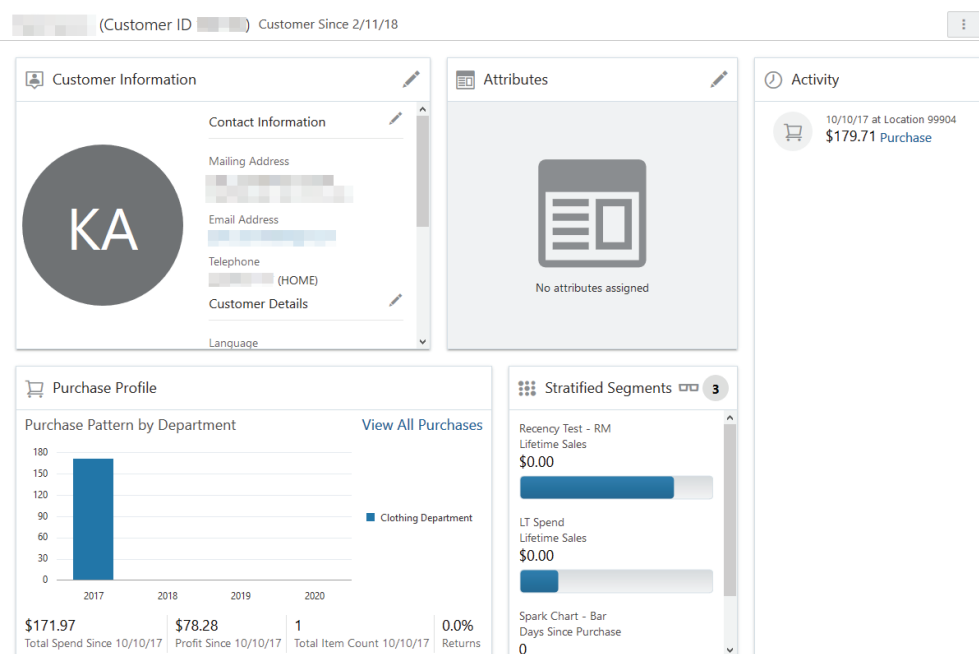 (Customer ID ) Customer Since 2/11/18
Customer Information
KA
Contact Information
Mailing Address
Email Address
Telephone
(HOME)
Customer Details
Language
Attributes
No attributes assigned
Activity
10/10/17 at Location 99904
$179.71 Purchase
Purchase Profile
Purchase Pattern by Department
View All Purchases
180
150
120
90
60
30
0
2017 2018 2019 2020
Clothing Department
$171.97
Total Spend Since 10/10/17
$78.28
Profit Since 10/10/17
1
Total Item Count 10/10/17
0.0%
Returns
Stratified Segments 3
Recency Test - RM
Lifetime Sales
$0.00
LT Spend
Lifetime Sales
$0.00
Spark Chart - Bar
Days Since Purchase
0